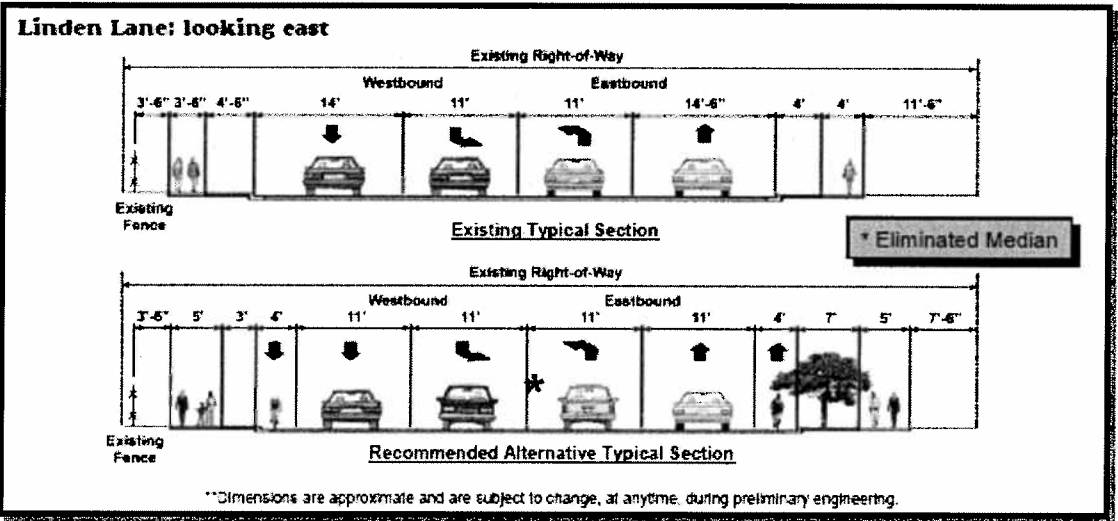 Linden Lane: looking east
Existing Right-of-Way
Westbound Eastbound
3'-6" 3'-6" 4'-6" 14' 11' 11' 14'-6" 4' 4' 11'-6"
Existing
Fence
Existing Typical Section
* Eliminated Median
Existing Right-of-Way
Westbound Eastbound
3'-6" 5' 3' 4' 11' 11' 11' 11' 4' 7' 5' 7'-6"
*
Existing
Fence
Recommended Alternative Typical Section
**Dimensions are approximate and are subject to change, at anytime, during preliminary engineering.